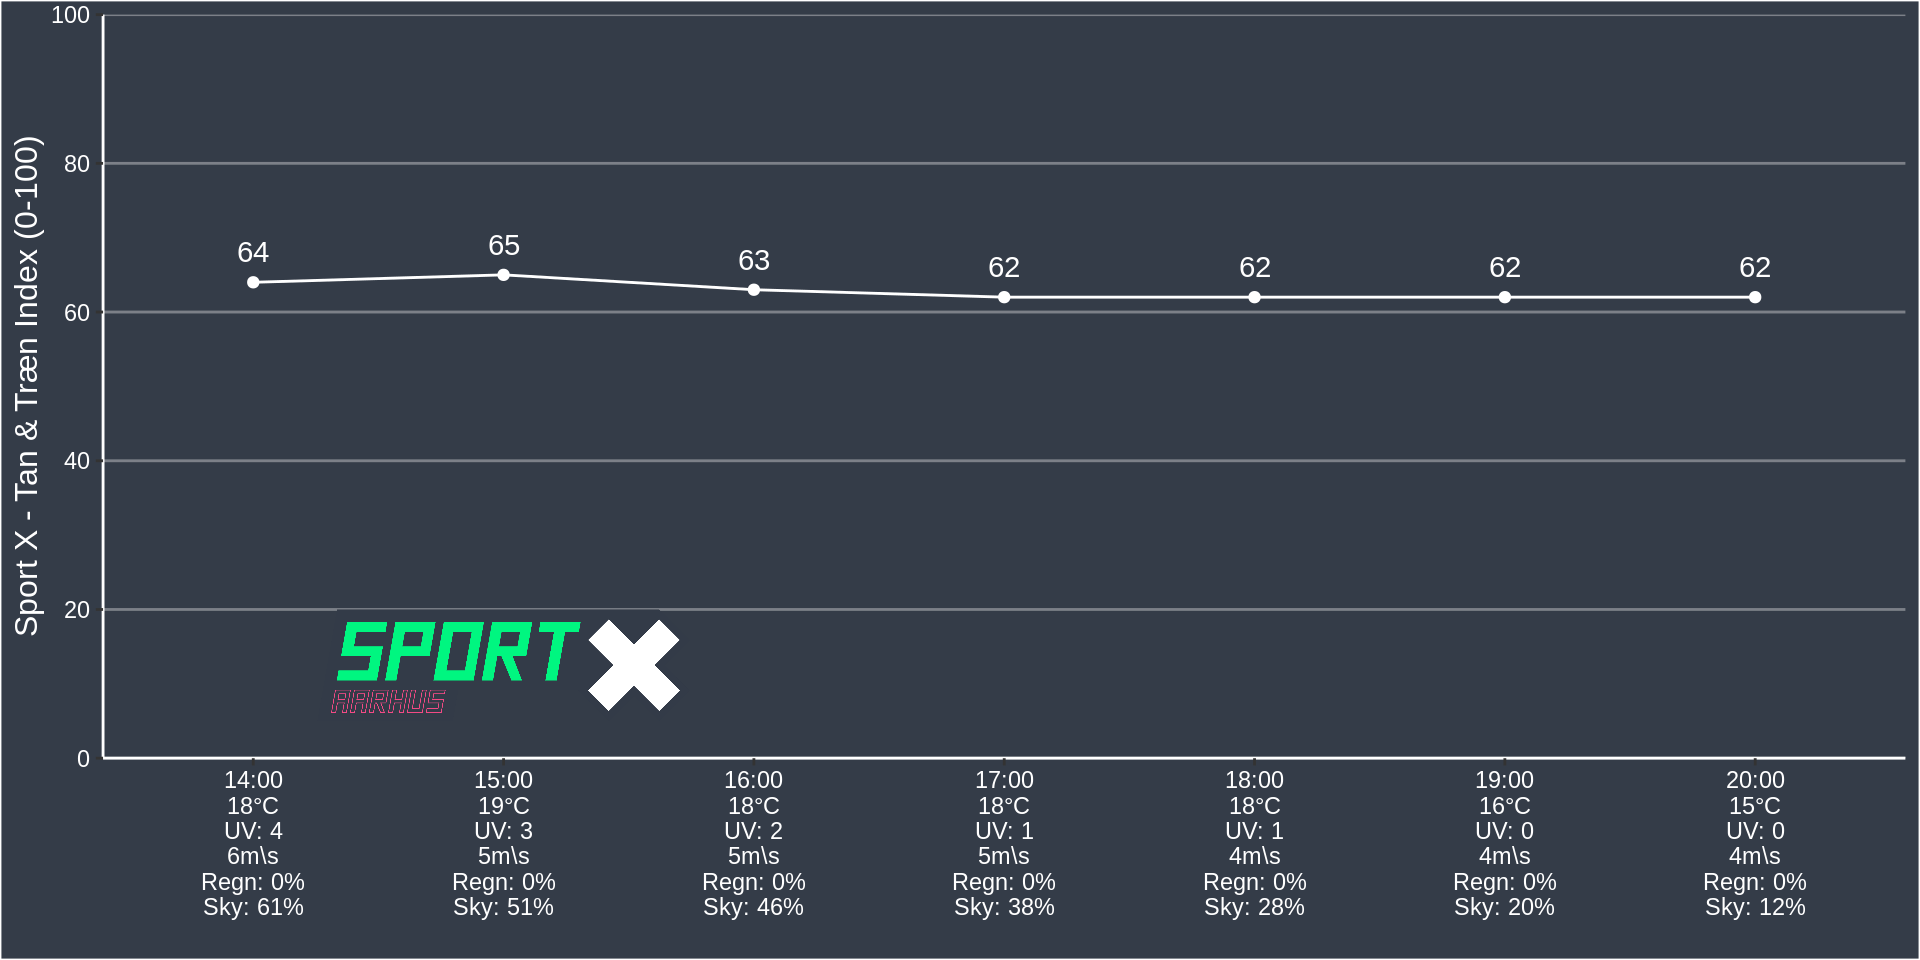 Sport X - Tan & Træn Index (0-100)
100
80
60
40
20
0
64
65
63
62
62
62
62
SPORT X
AARHUS
14:00
18°C
UV: 4
6m\s
Regn: 0%
Sky: 61%
15:00
19°C
UV: 3
5m\s
Regn: 0%
Sky: 51%
16:00
18°C
UV: 2
5m\s
Regn: 0%
Sky: 46%
17:00
18°C
UV: 1
5m\s
Regn: 0%
Sky: 38%
18:00
18°C
UV: 1
4m\s
Regn: 0%
Sky: 28%
19:00
16°C
UV: 0
4m\s
Regn: 0%
Sky: 20%
20:00
15°C
UV: 0
4m\s
Regn: 0%
Sky: 12%